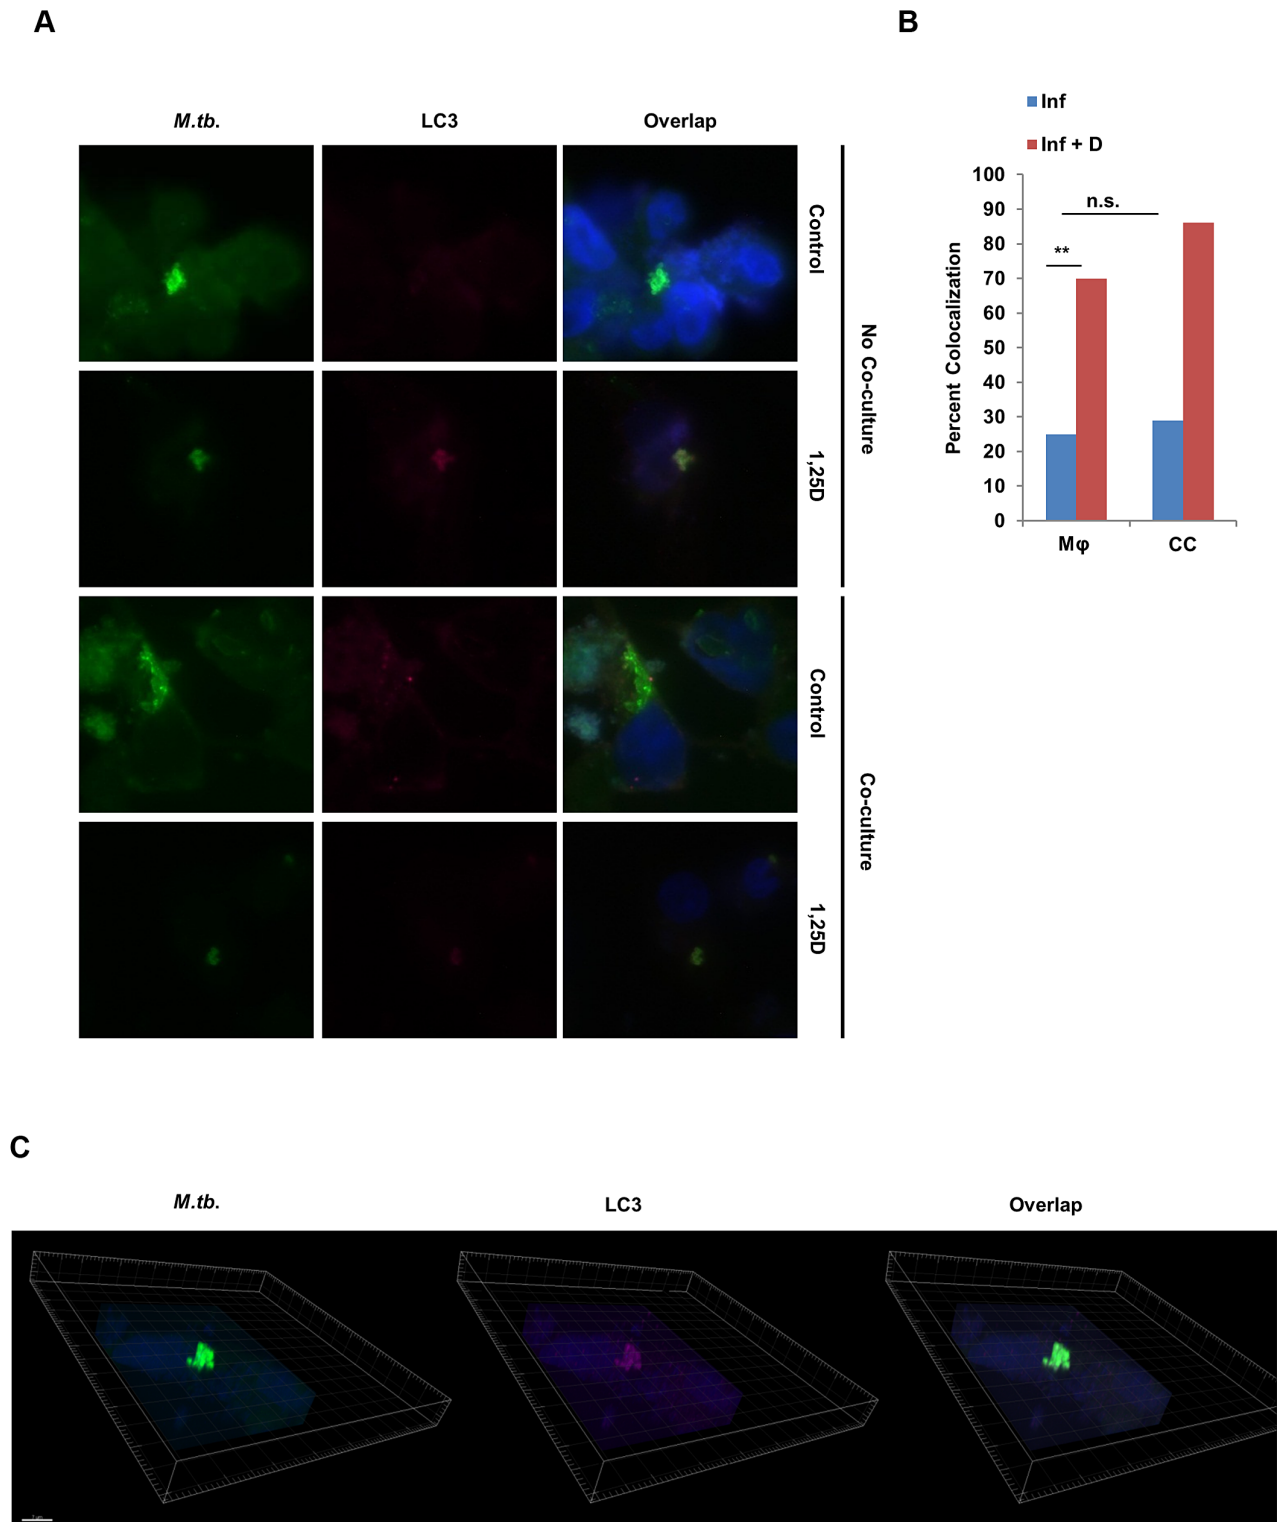 A
B
M.tb.
LC3
Overlap
Control
1,25D
No Co-culture
Control
1,25D
Co-culture
Inf
Inf + D
Percent Colocalization
100
90
80
70
60
50
40
30
20
10
0
n.s.
**
Mφ
CC
C
M.tb.
LC3
Overlap